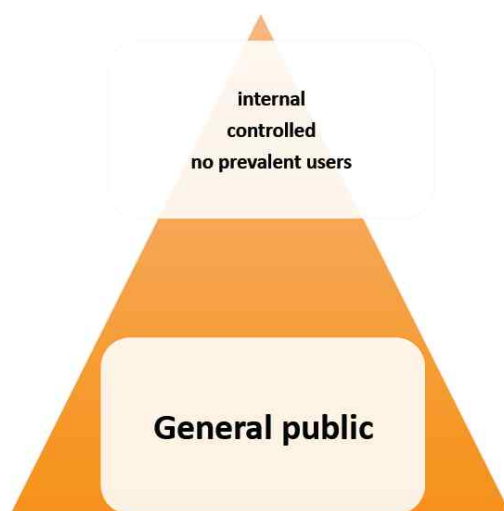 internal
controlled
no prevalent users
General public